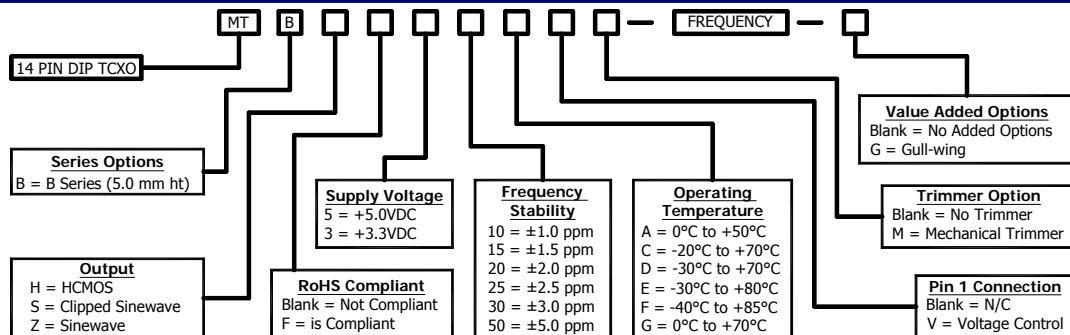 MT B — FREQUENCY —
14 PIN DIP TCXO
Series Options
B = B Series (5.0 mm ht)
Output
H = HCMOS
S = Clipped Sinewave
Z = Sinewave
RoHS Compliant
Blank = Not Compliant
F = is Compliant
Supply Voltage
5 = +5.0VDC
3 = +3.3VDC
Frequency
Stability
10 = ±1.0 ppm
15 = ±1.5 ppm
20 = ±2.0 ppm
25 = ±2.5 ppm
30 = ±3.0 ppm
50 = ±5.0 ppm
Operating
Temperature
A = 0°C to +50°C
C = -20°C to +70°C
D = -30°C to +70°C
E = -30°C to +80°C
F = -40°C to +85°C
G = 0°C to +70°C
Pin 1 Connection
Blank = N/C
V = Voltage Control
Trimmer Option
Blank = No Trimmer
M = Mechanical Trimmer
Value Added Options
Blank = No Added Options
G = Gull-wing